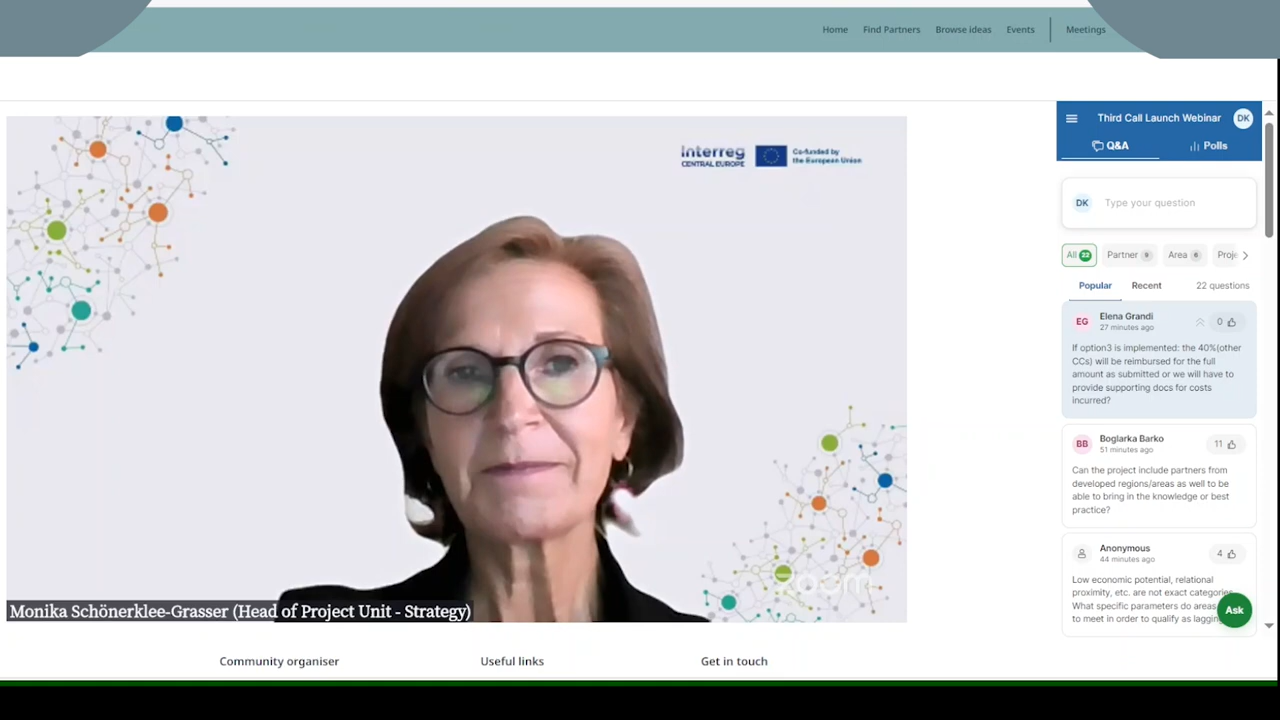 Home Find Partners Browse ideas Events Meetings
Interreg
CENTRAL EUROPE
Co-funded by
the European Union
zoom
Monika Schönerklee-Grasser (Head of Project Unit - Strategy)
Third Call Launch Webinar DK
Q&A Polls
DK Type your question
All 22 Partner 9 Area 6 Proje
Popular Recent 22 questions
EG Elena Grandi 0
27 minutes ago
If option3 is implemented: the 40%(other
CCs) will be reimbursed for the full
amount as submitted or we will have to
provide supporting docs for costs
incurred?
BB Boglarka Barko 11
51 minutes ago
Can the project include partners from
developed regions/areas as well to be
able to bring in the knowledge or best
practice?
Anonymous 4
44 minutes ago
Low economic potential, relational
proximity, etc. are not exact categories.
What specific parameters do areas
to meet in order to qualify as lagging
Ask
Community organiser Useful links Get in touch